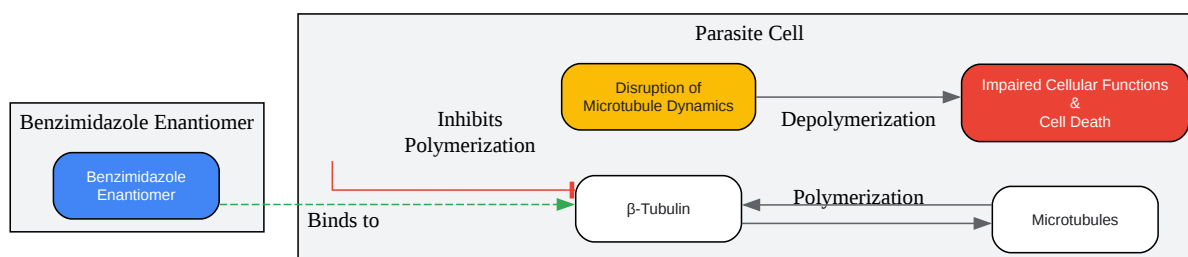 Parasite Cell
Disruption of
Microtubule Dynamics
Impaired Cellular Functions
&
Cell Death
Depolymerization
Inhibits
Polymerization
Benzimidazole Enantiomer
Benzimidazole
Enantiomer
Binds to
β-Tubulin
Polymerization
Microtubules